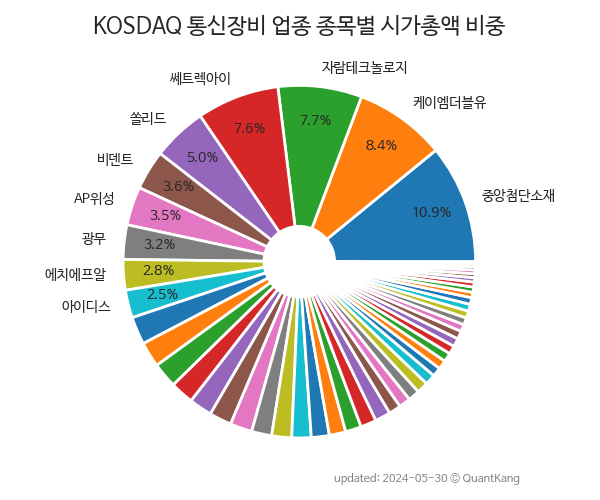 KOSDAQ 통신장비 업종 종목별 시가총액 비중
자람테크놀로지
쎄트렉아이
케이엠더블유
쏠리드
7.7%
7.6%
8.4%
5.0%
비덴트
3.6%
AP위성
중앙첨단소재
3.5%
10.9%
광무
3.2%
에치에프알
2.8%
아이디스
2.5%
updated: 2024-05-30 © QuantKang